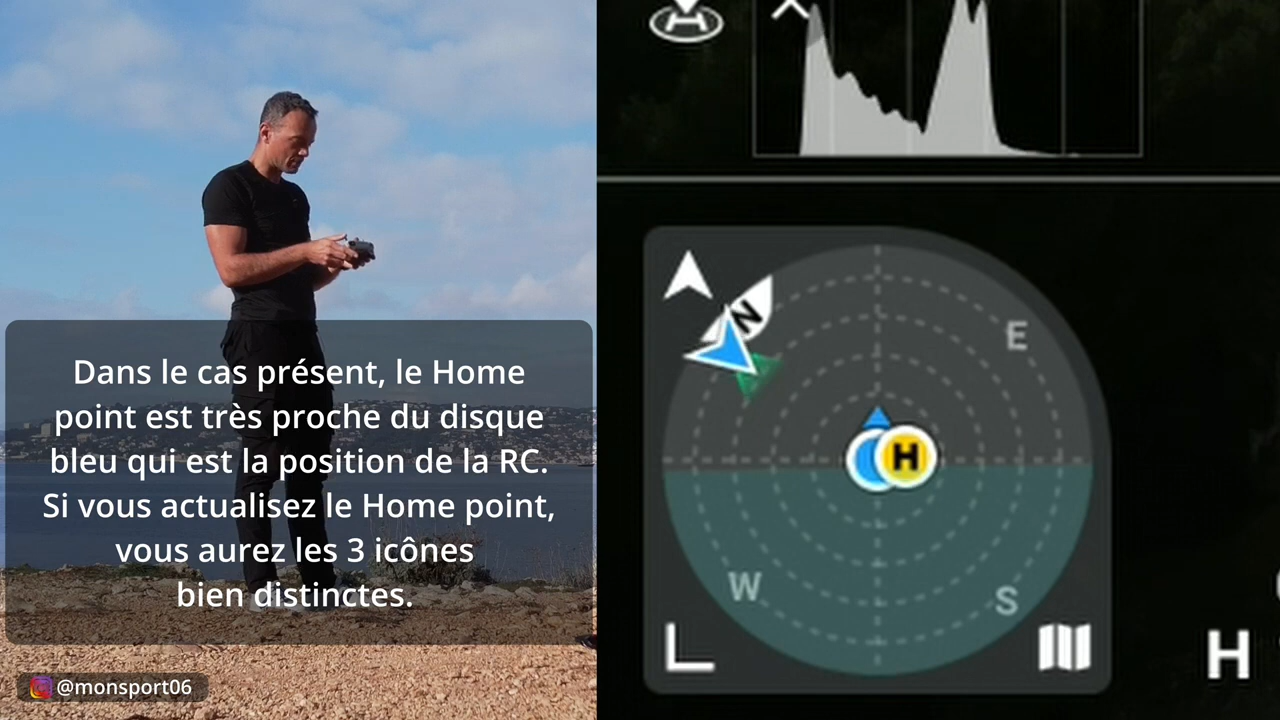 Dans le cas présent, le Home
point est très proche du disque
bleu qui est la position de la RC.
Si vous actualisez le Home point,
vous aurez les 3 icônes
bien distinctes.
@monsport06
N
E
H
W
S
H